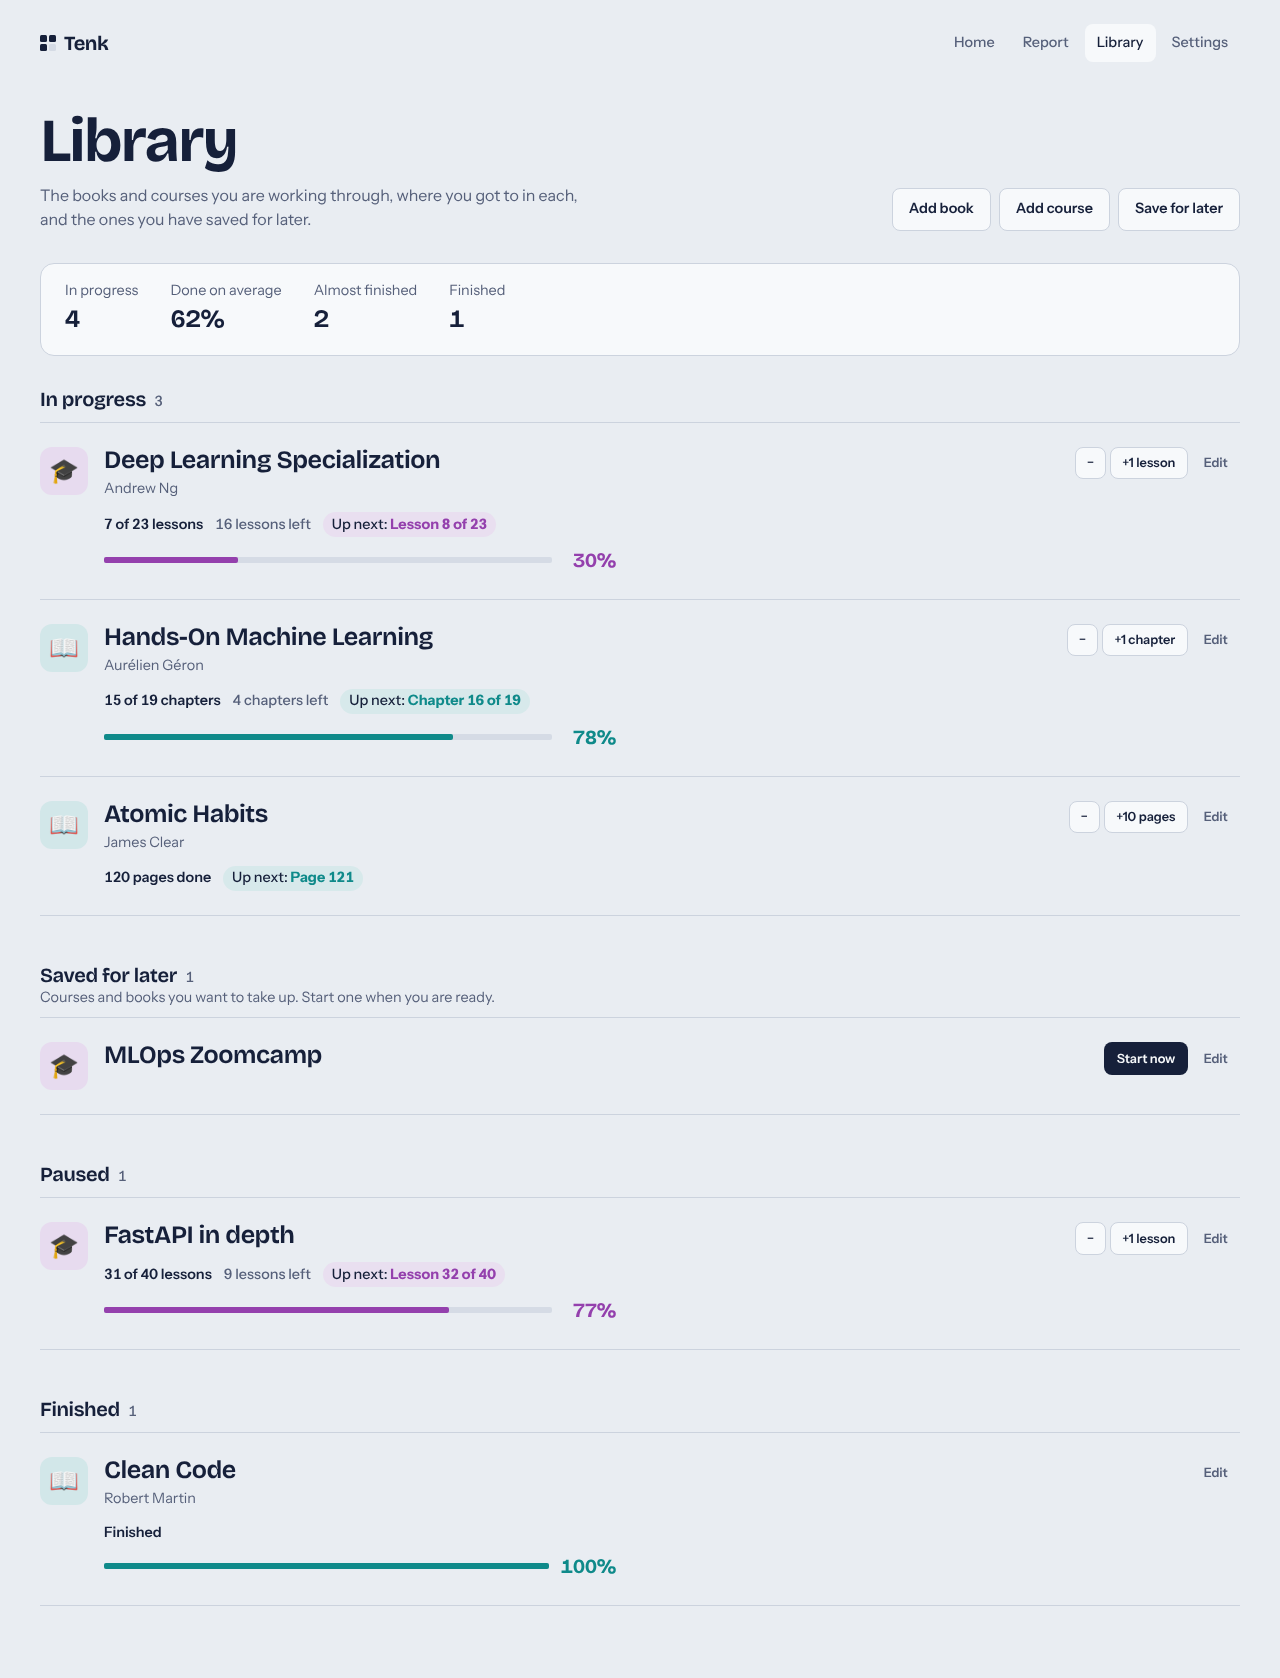 Tenk
Home Report Library Settings
Library
The books and courses you are working through, where you got to in each,
and the ones you have saved for later.
Add book Add course Save for later
In progress Done on average Almost finished Finished
4 62% 2 1
In progress 3
Deep Learning Specialization − +1 lesson Edit
Andrew Ng
7 of 23 lessons 16 lessons left Up next: Lesson 8 of 23
30%
Hands-On Machine Learning − +1 chapter Edit
Aurélien Géron
15 of 19 chapters 4 chapters left Up next: Chapter 16 of 19
78%
Atomic Habits − +10 pages Edit
James Clear
120 pages done Up next: Page 121
Saved for later 1
Courses and books you want to take up. Start one when you are ready.
MLOps Zoomcamp Start now Edit
Paused 1
FastAPI in depth − +1 lesson Edit
31 of 40 lessons 9 lessons left Up next: Lesson 32 of 40
77%
Finished 1
Clean Code Edit
Robert Martin
Finished
100%